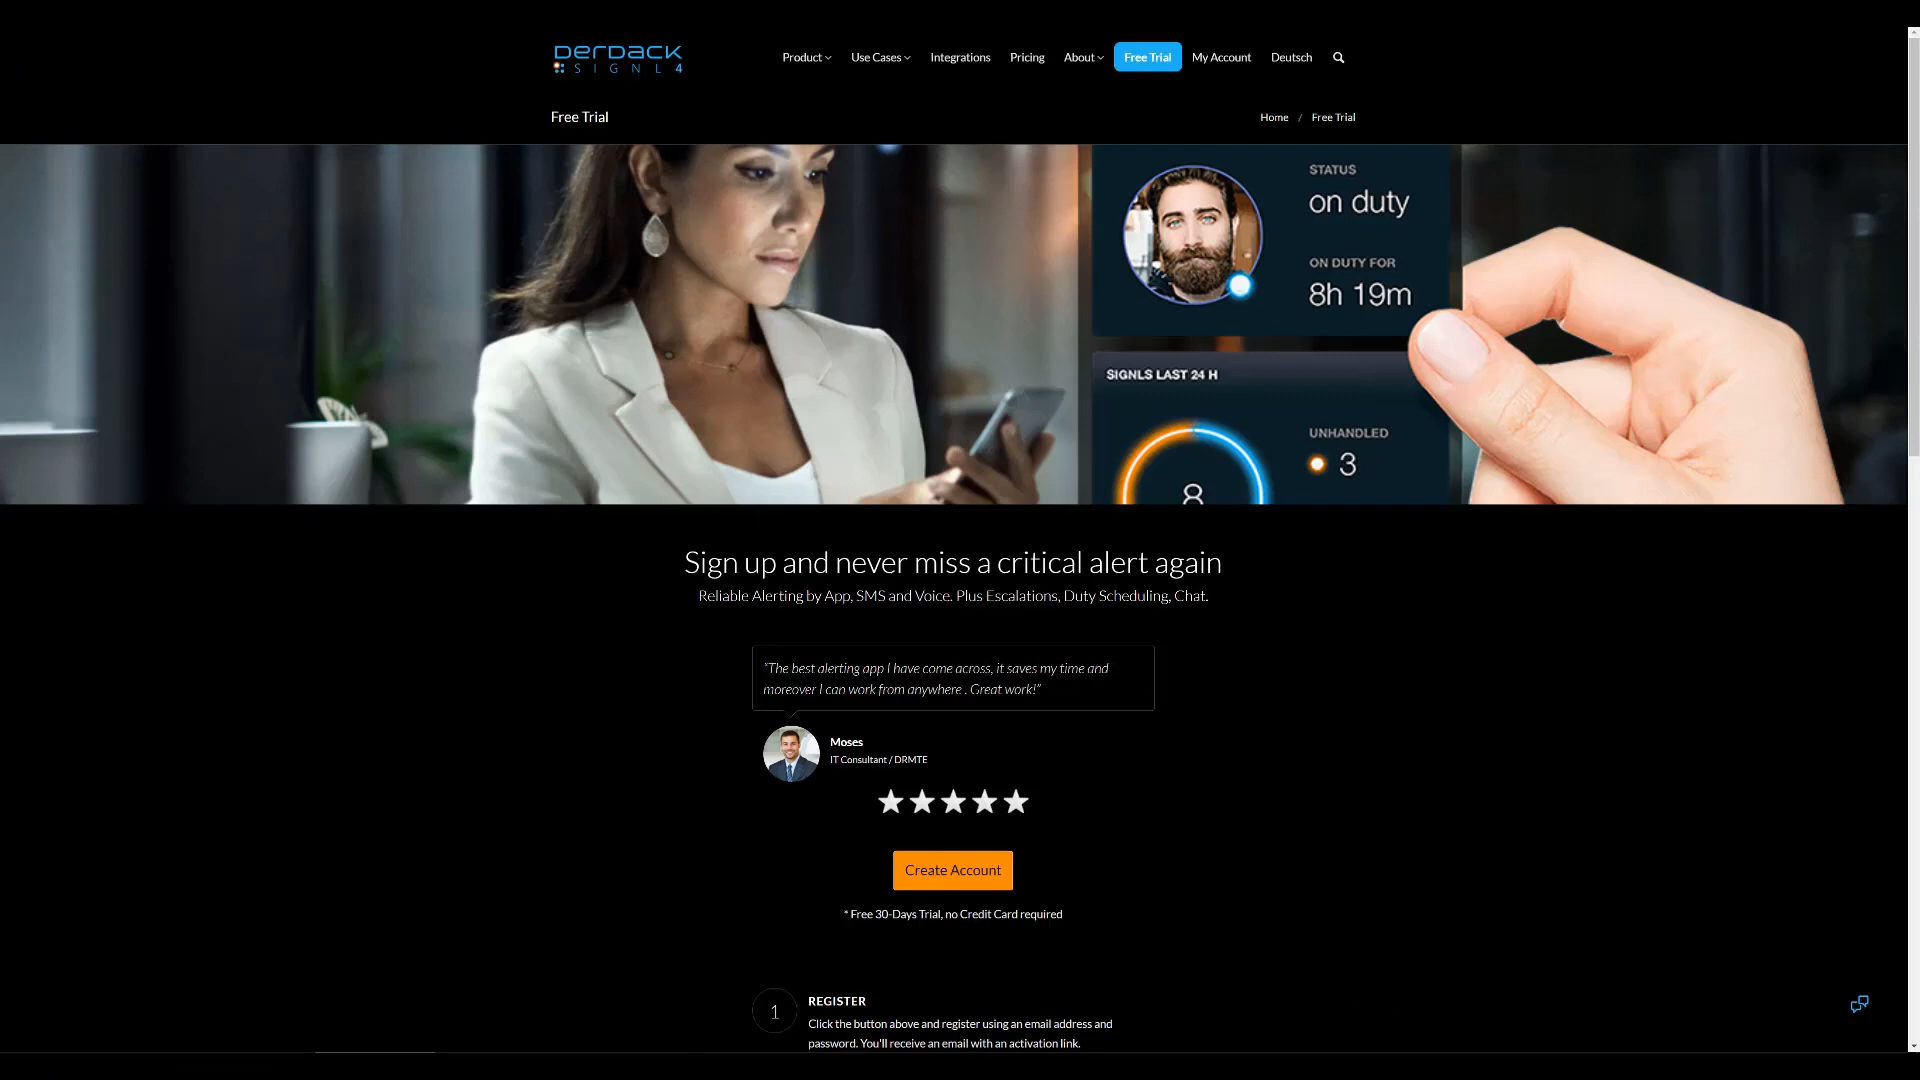 DERDACK
SIGNL4
Product
Use Cases
Integrations
Pricing
About
Free Trial
My Account
Deutsch
Free Trial
Home / Free Trial
STATUS
on duty
ON DUTY FOR
8h 19m
SIGNLS LAST 24 H
UNHANDLED
3
8
Sign up and never miss a critical alert again
Reliable Alerting by App, SMS and Voice. Plus Escalations, Duty Scheduling, Chat.
"The best alerting app I have come across, it saves my time and
moreover I can work from anywhere . Great work!"
Moses
IT Consultant / DRMTE
Create Account
* Free 30-Days Trial, no Credit Card required
1
REGISTER
Click the button above and register using an email address and
password. You'll receive an email with an activation link.